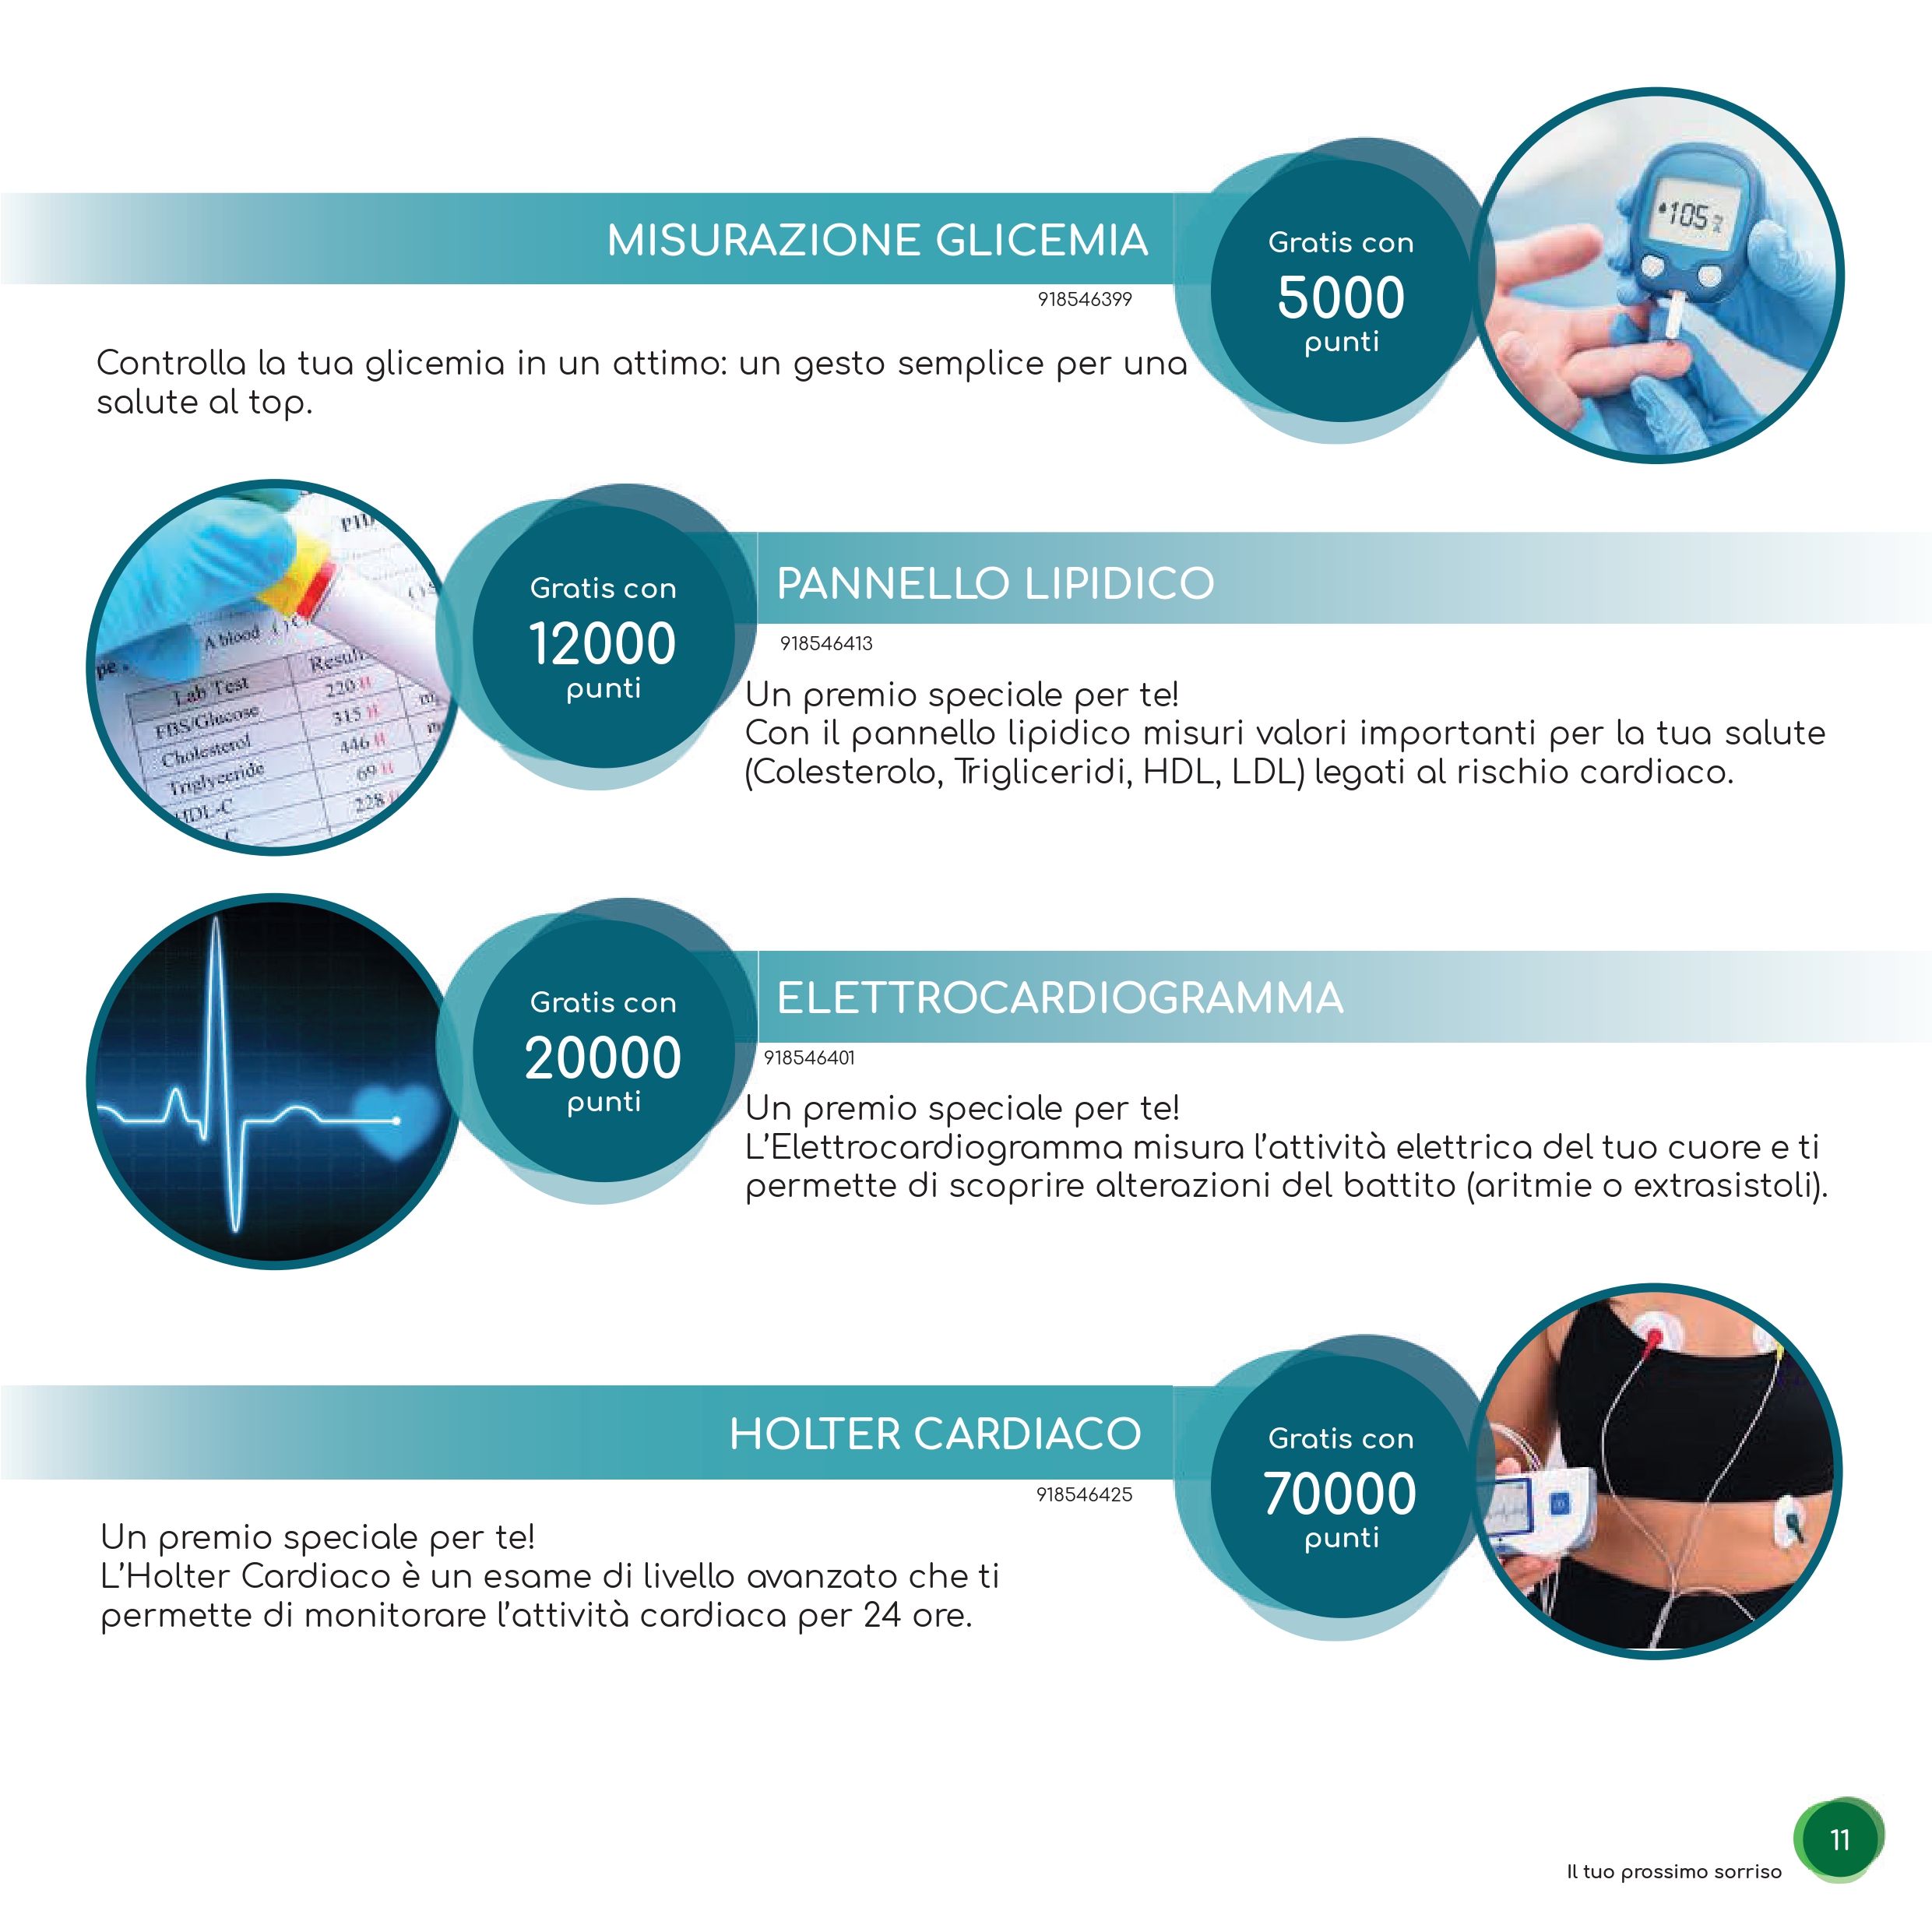 MISURAZIONE GLICEMIA
918546399
Gratis con
5000
punti
105
Controlla la tua glicemia in un attimo: un gesto semplice per una
salute al top.
A blood
Lab Test
FBS/Glucose
220 H
Cholesterol
315 H
Triglyceride
446 H
HDL-C
69 H
228
Gratis con
12000
punti
PANNELLO LIPIDICO
918546413
Un premio speciale per te!
Con il pannello lipidico misuri valori importanti per la tua salute
(Colesterolo, Trigliceridi, HDL, LDL) legati al rischio cardiaco.
Gratis con
20000
punti
ELETTROCARDIOGRAMMA
918546401
Un premio speciale per te!
L'Elettrocardiogramma misura l'attività elettrica del tuo cuore e ti
permette di scoprire alterazioni del battito (aritmie o extrasistoli).
HOLTER CARDIACO
918546425
Gratis con
70000
punti
Un premio speciale per te!
L'Holter Cardiaco è un esame di livello avanzato che ti
permette di monitorare l'attività cardiaca per 24 ore.
11
Il tuo prossimo sorriso